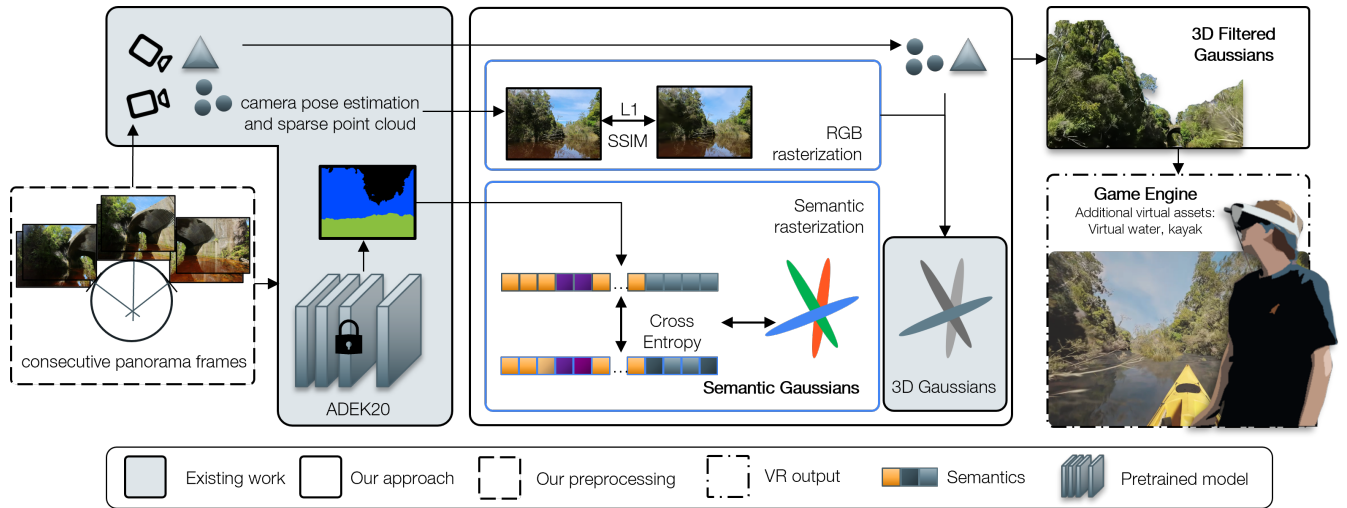 camera pose estimation
and sparse point cloud
consecutive panorama frames
ADEK20
L1
SSIM
RGB
rasterization
Semantic
rasterization
...
Cross
Entropy
...
Semantic Gaussians
3D Gaussians
3D Filtered
Gaussians
Game Engine
Additional virtual assets:
Virtual water, kayak
Existing work
Our approach
Our preprocessing
VR output
Semantics
Pretrained model